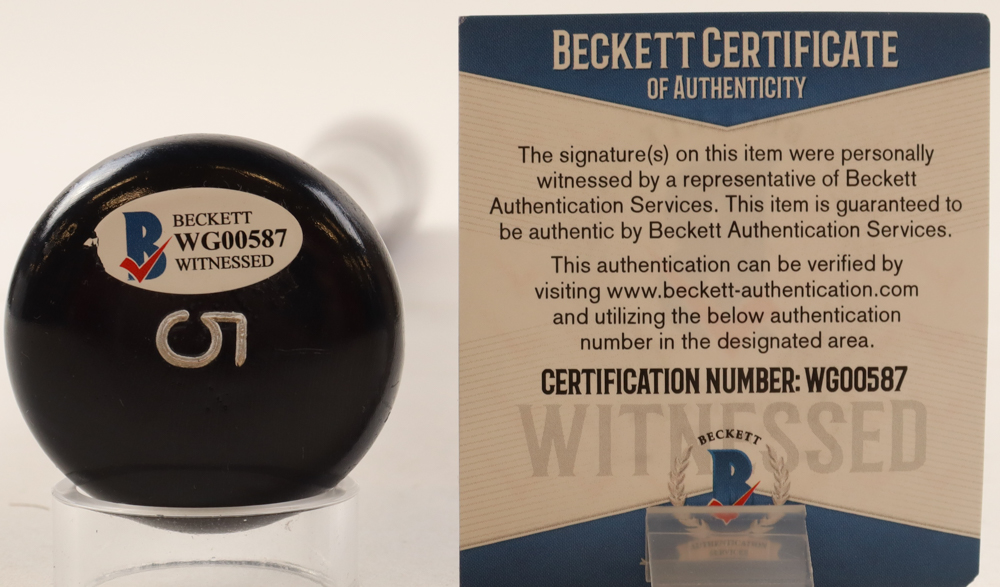 BECKETT
WG00587
WITNESSED
5
BECKETT CERTIFICATE
OF AUTHENTICITY
The signature(s) on this item were personally
witnessed by a representative of Beckett
Authentication Services. This item is guaranteed to
be authentic by Beckett Authentication Services.
This authentication can be verified by
visiting www.beckett-authentication.com
and utilizing the below authentication
number in the designated area.
CERTIFICATION NUMBER: WG00587
WITNESSED
BECKETT
B